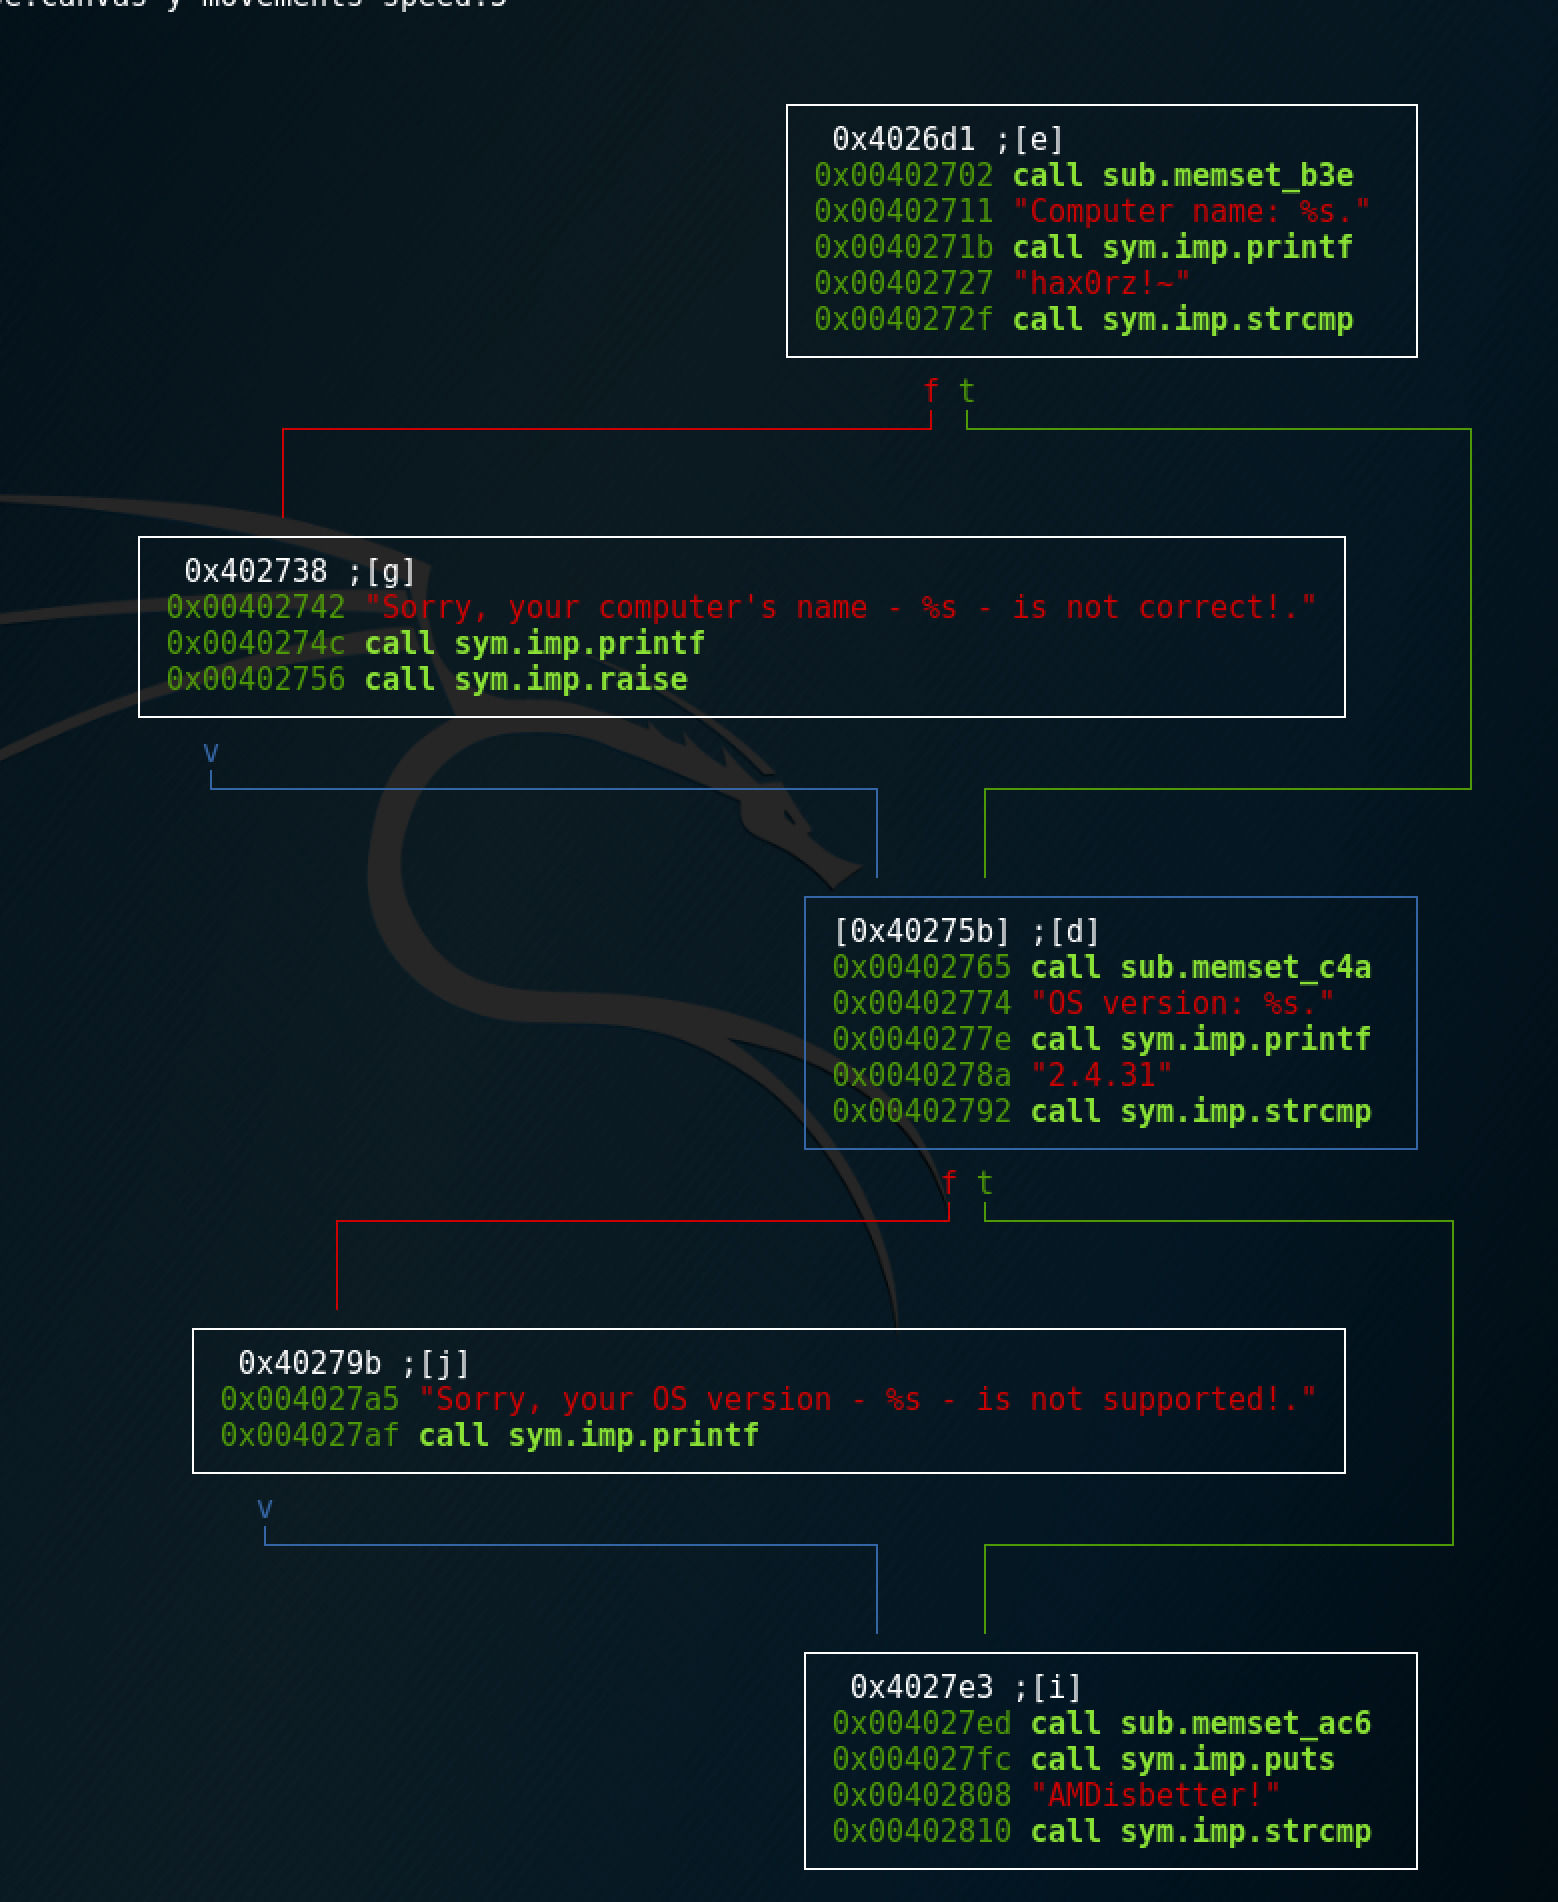 movements speed:5
0x4026d1 ;[e]
0x00402702 call sub.memset_b3e
0x00402711 "Computer name: %s."
0x0040271b call sym.imp.printf
0x00402727 "hax0rz!~"
0x0040272f call sym.imp.strcmp
f t
0x402738 ;[g]
0x00402742 "Sorry, your computer's name - %s - is not correct!."
0x0040274c call sym.imp.printf
0x00402756 call sym.imp.raise
v
[0x40275b] ;[d]
0x00402765 call sub.memset_c4a
0x00402774 "OS version: %s."
0x0040277e call sym.imp.printf
0x0040278a "2.4.31"
0x00402792 call sym.imp.strcmp
f t
0x40279b ;[j]
0x004027a5 "Sorry, your OS version - %s - is not supported!."
0x004027af call sym.imp.printf
v
0x4027e3 ;[i]
0x004027ed call sub.memset_ac6
0x004027fc call sym.imp.puts
0x00402808 "AMDisbetter!"
0x00402810 call sym.imp.strcmp